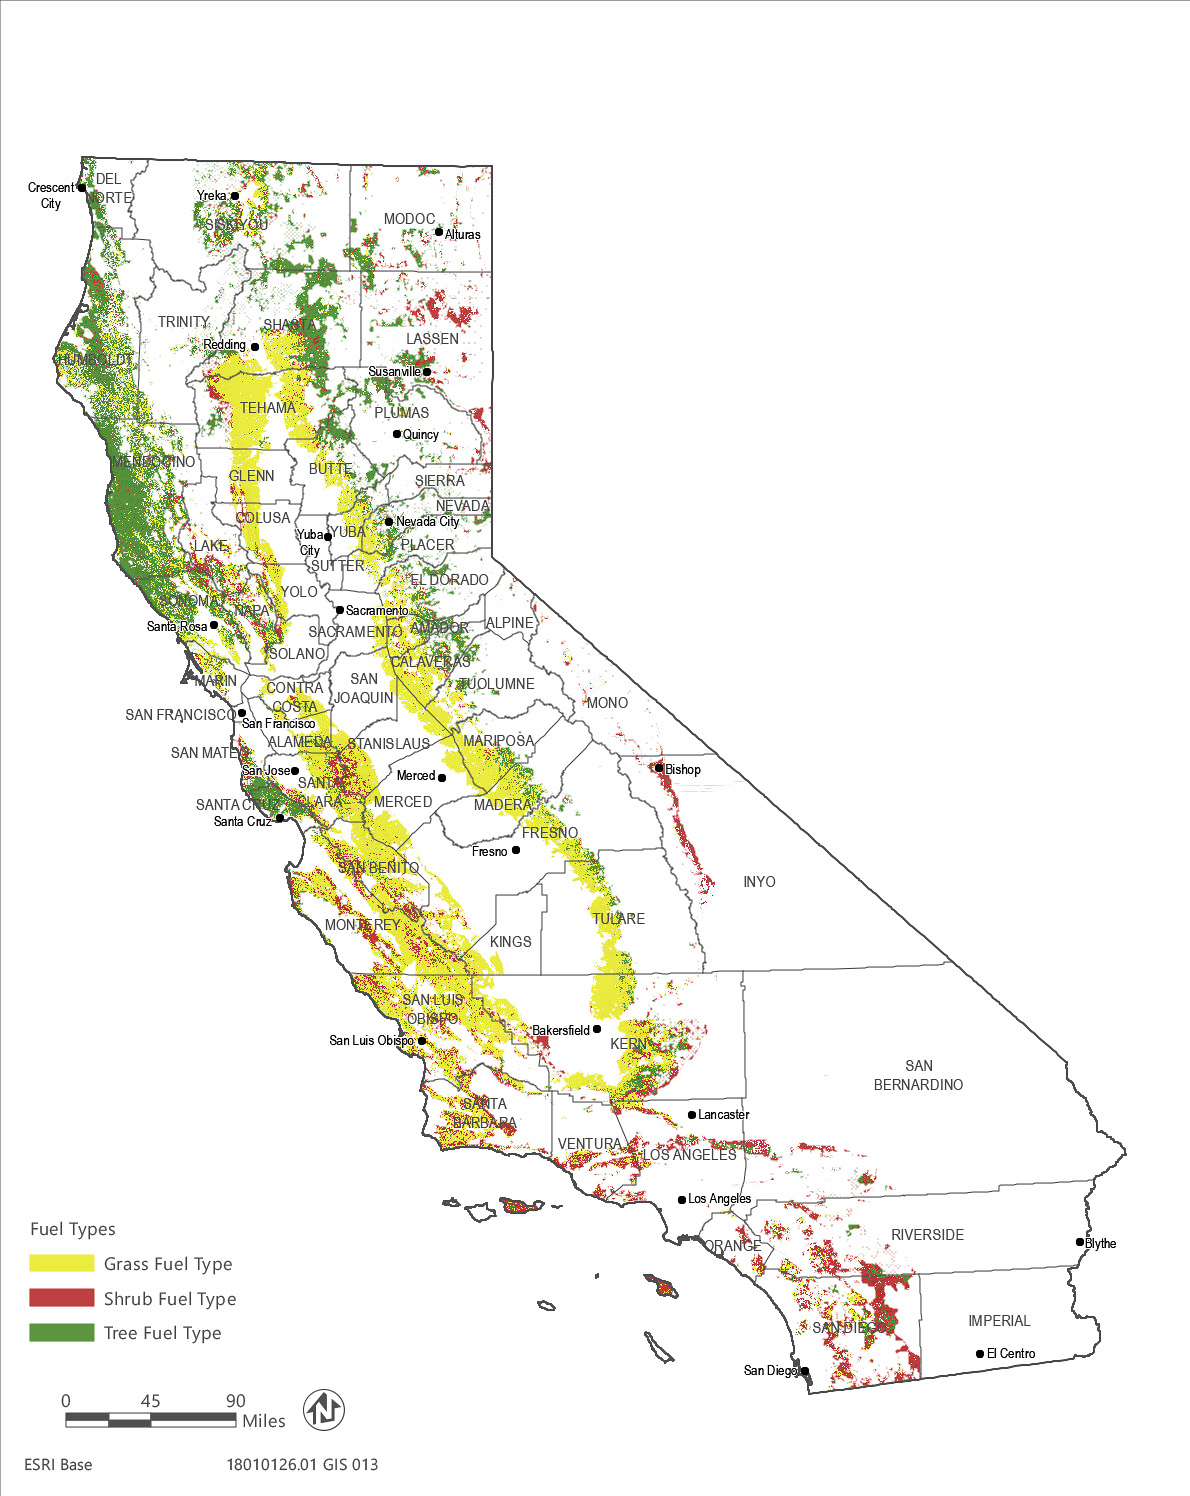 DEL
NORTE
Crescent
City
Yreka
SISKIYOU
MODOC
Alturas
TRINITY
SHASTA
Redding
LASSEN
HUMBOLDT
Susanville
TEHAMA
PLUMAS
Quincy
MENDOCINO
GLENN
BUTTE
SIERRA
NEVADA
COLUSA
Nevada City
YUBA
Yuba
City
LAKE
PLACER
SUTTER
EL DORADO
YOLO
SONOMA
NAPA
Sacramento
Santa Rosa
SACRAMENTO
AMADOR
ALPINE
SOLANO
CALAVERAS
MARIN
CONTRA
COSTA
SAN
JOAQUIN
TUOLUMNE
MONO
SAN FRANCISCO
San Francisco
ALAMEDA
STANISLAUS
MARIPOSA
SAN MATEO
San Jose
Merced
Bishop
SANTA
CLARA
SANTA CRUZ
MERCED
MADERA
Santa Cruz
FRESNO
Fresno
SAN BENITO
INYO
MONTEREY
TULARE
KINGS
SAN LUIS
OBISPO
Bakersfield
San Luis Obispo
KERN
SAN
BERNARDINO
SANTA
BARBARA
Lancaster
VENTURA
LOS ANGELES
Los Angeles
ORANGE
RIVERSIDE
Blythe
SAN DIEGO
IMPERIAL
El Centro
San Diego
Fuel Types
Grass Fuel Type
Shrub Fuel Type
Tree Fuel Type
0 45 90
Miles
N
ESRI Base 18010126.01 GIS 013